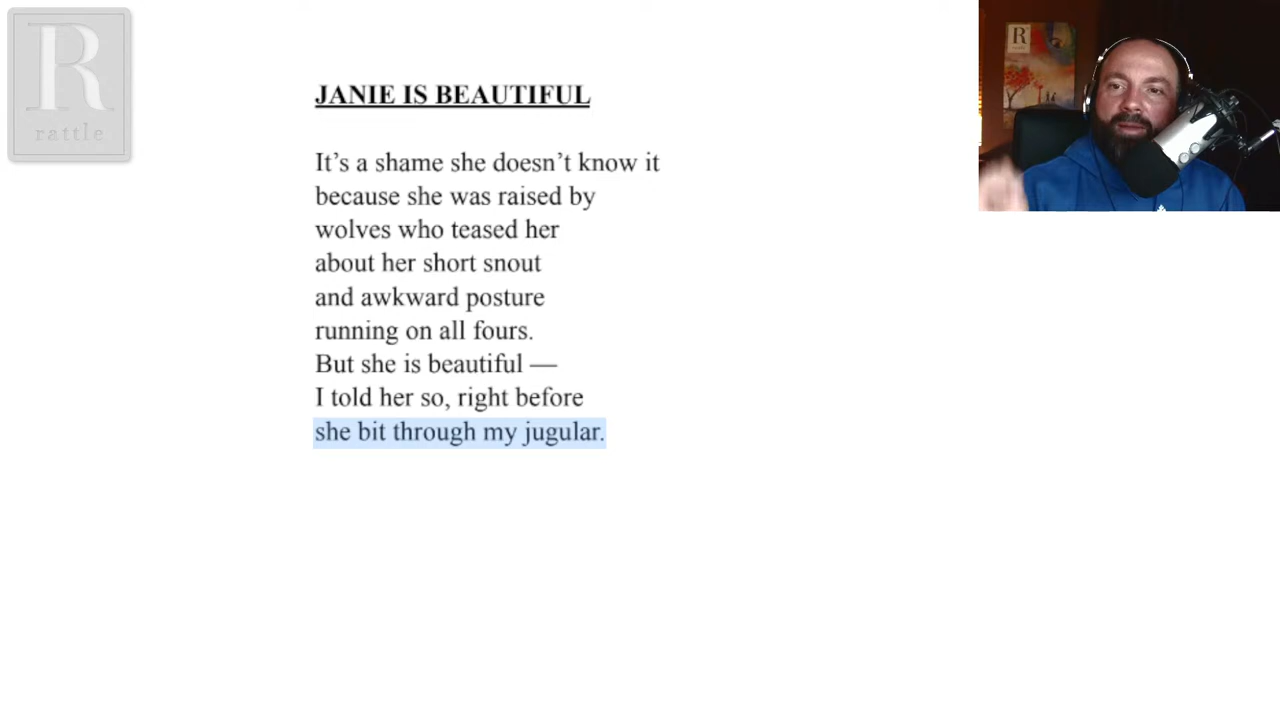 R
rattle
JANIE IS BEAUTIFUL
It's a shame she doesn't know it
because she was raised by
wolves who teased her
about her short snout
and awkward posture
running on all fours.
But she is beautiful —
I told her so, right before
she bit through my jugular.
R
rattle